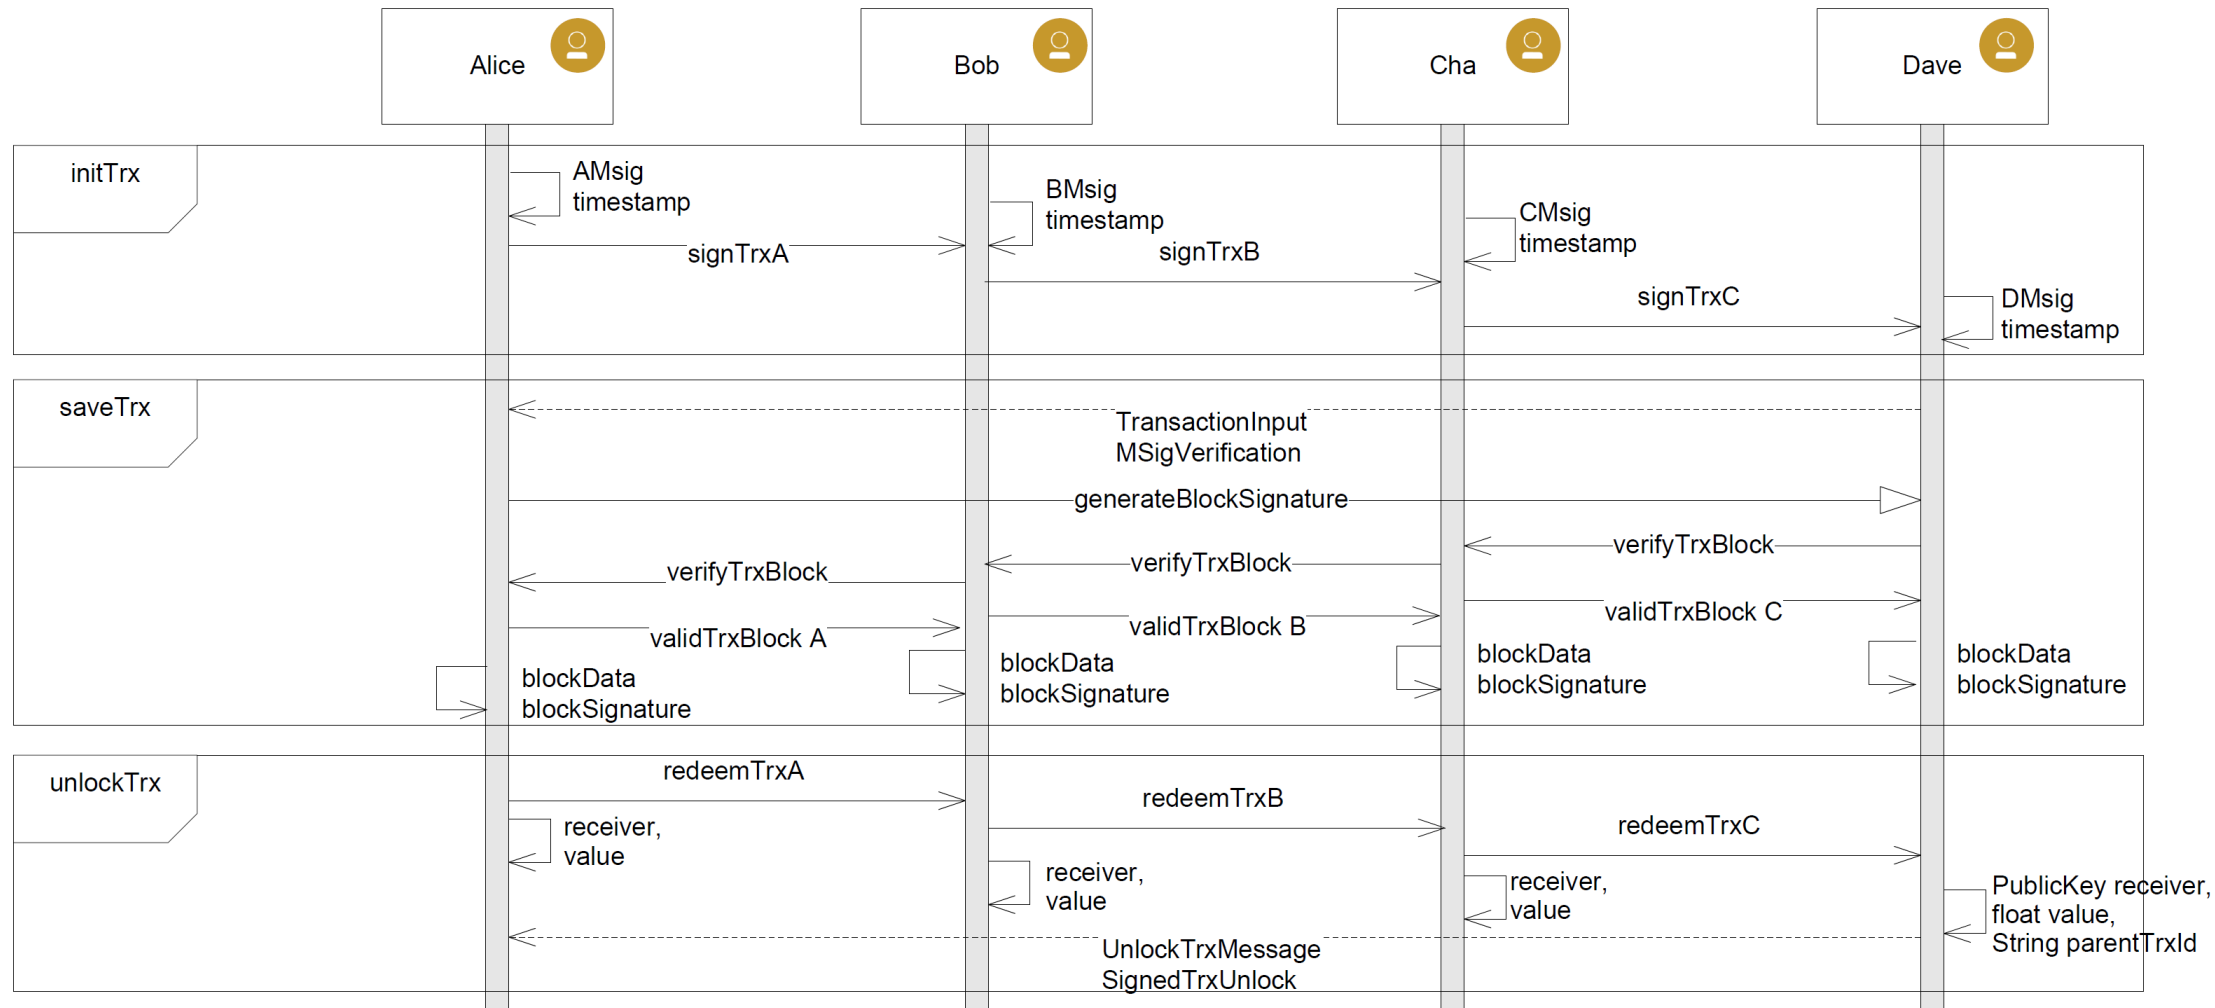 Alice
Bob
Cha
Dave
initTrx
AMsig
timestamp
BMsig
timestamp
CMsig
timestamp
signTrxA
signTrxB
signTrxC
DMsig
timestamp
saveTrx
TransactionInput
MSigVerification
generateBlockSignature
verifyTrxBlock
verifyTrxBlock
verifyTrxBlock
validTrxBlock A
validTrxBlock B
validTrxBlock C
blockData
blockSignature
blockData
blockSignature
blockData
blockSignature
blockData
blockSignature
unlockTrx
redeemTrxA
redeemTrxB
redeemTrxC
receiver,
value
receiver,
value
receiver,
value
PublicKey receiver,
float value,
String parentTrxId
UnlockTrxMessage
SignedTrxUnlock